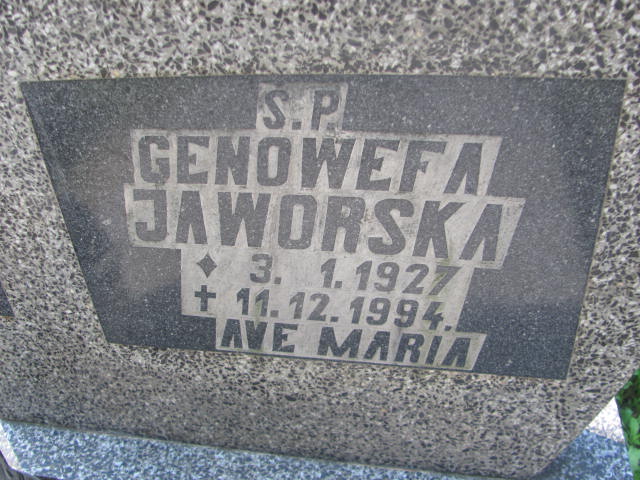 S.P
GENOWEFA
JAWORSKA
✦ 3. 1.1927
✝ 11.12.1994.
AVE MARIA